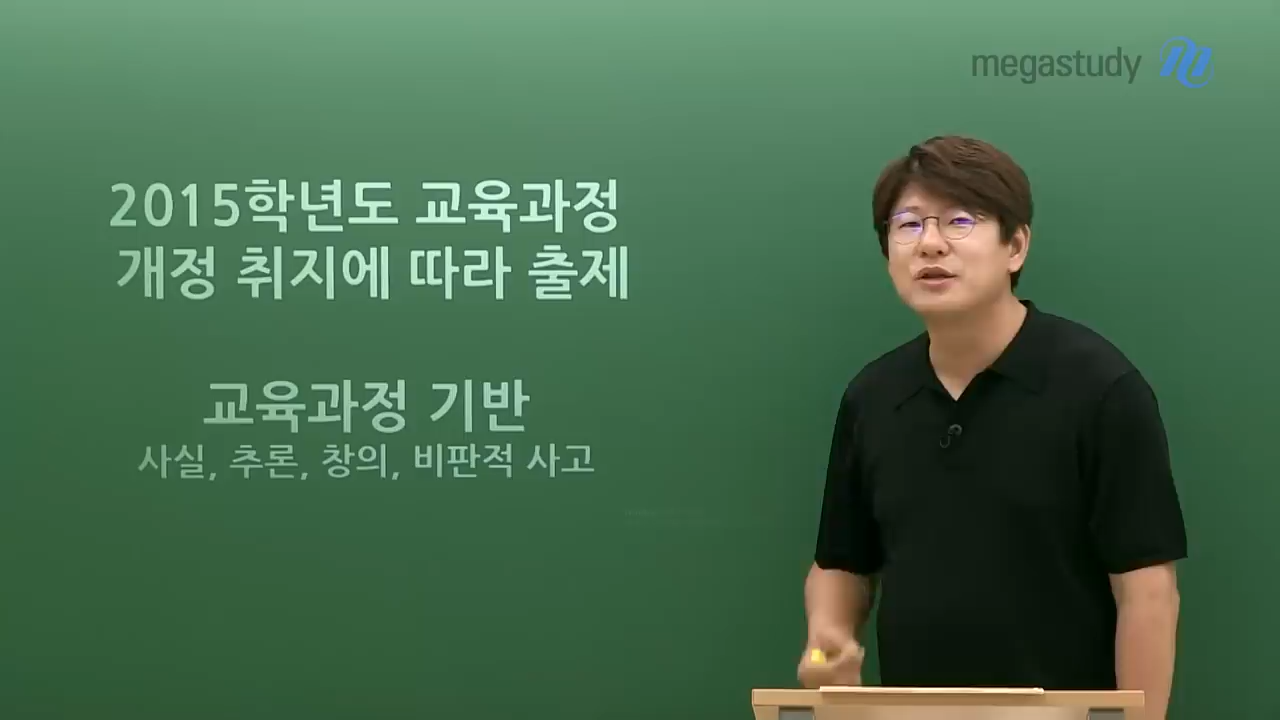 megastudy
2015학년도 교육과정
개정 취지에 따라 출제
교육과정 기반
사실, 추론, 창의, 비판적 사고